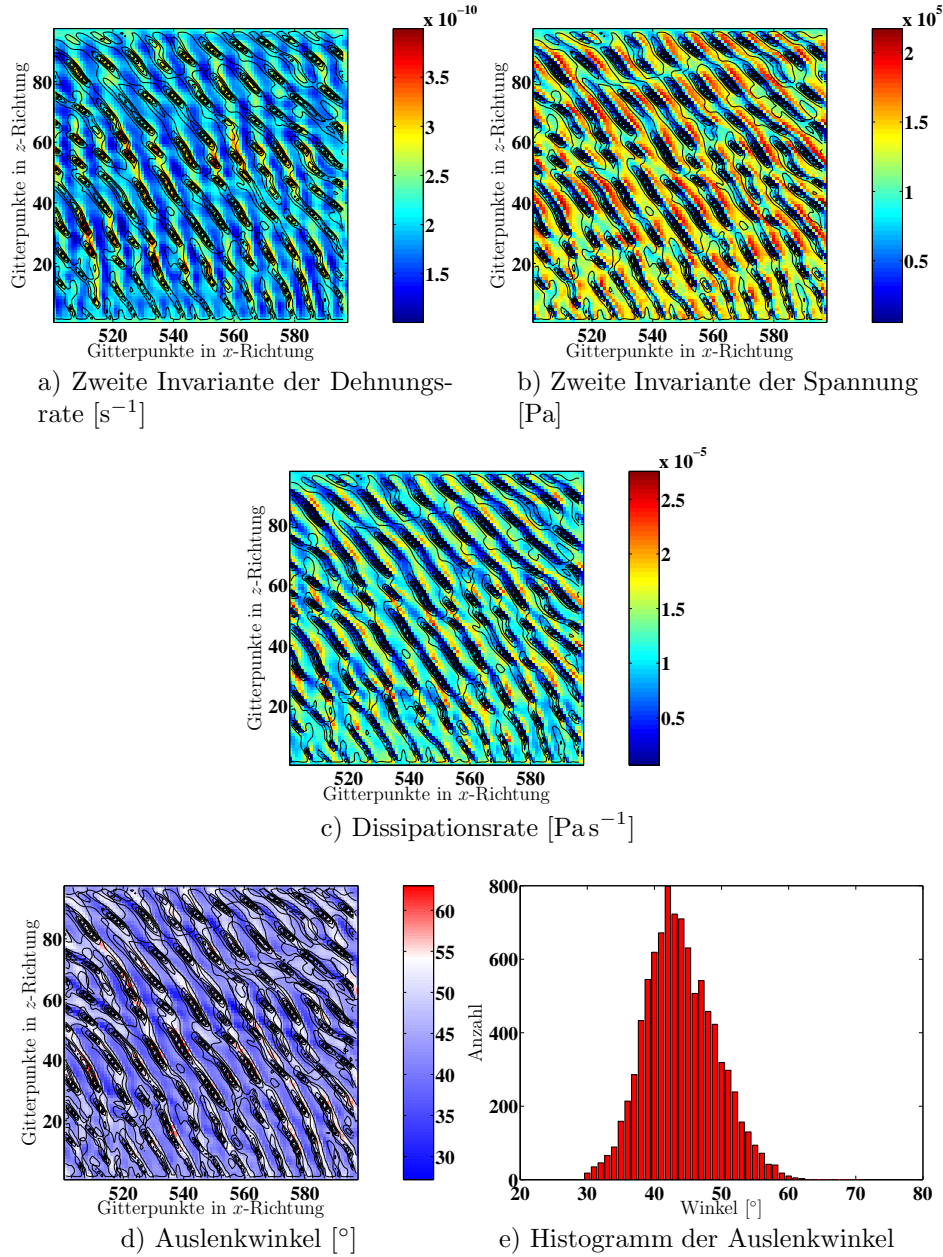 x 10−10
80
60
40
20
Gitterpunkte in z-Richtung
520 540 560 580
Gitterpunkte in x-Richtung
3.5
3
2.5
2
1.5
a) Zweite Invariante der Dehnungs-
rate [s−1]
x 105
80
60
40
20
Gitterpunkte in z-Richtung
520 540 560 580
Gitterpunkte in x-Richtung
2
1.5
1
0.5
b) Zweite Invariante der Spannung
[Pa]
x 10−5
80
60
40
20
Gitterpunkte in z-Richtung
520 540 560 580
Gitterpunkte in x-Richtung
2.5
2
1.5
1
0.5
c) Dissipationsrate [Pa s−1]
80
60
40
20
Gitterpunkte in z-Richtung
520 540 560 580
Gitterpunkte in x-Richtung
60
55
50
45
40
35
30
d) Auslenkwinkel [°]
800
600
400
200
0
Anzahl
20 30 40 50 60 70 80
Winkel [°]
e) Histogramm der Auslenkwinkel